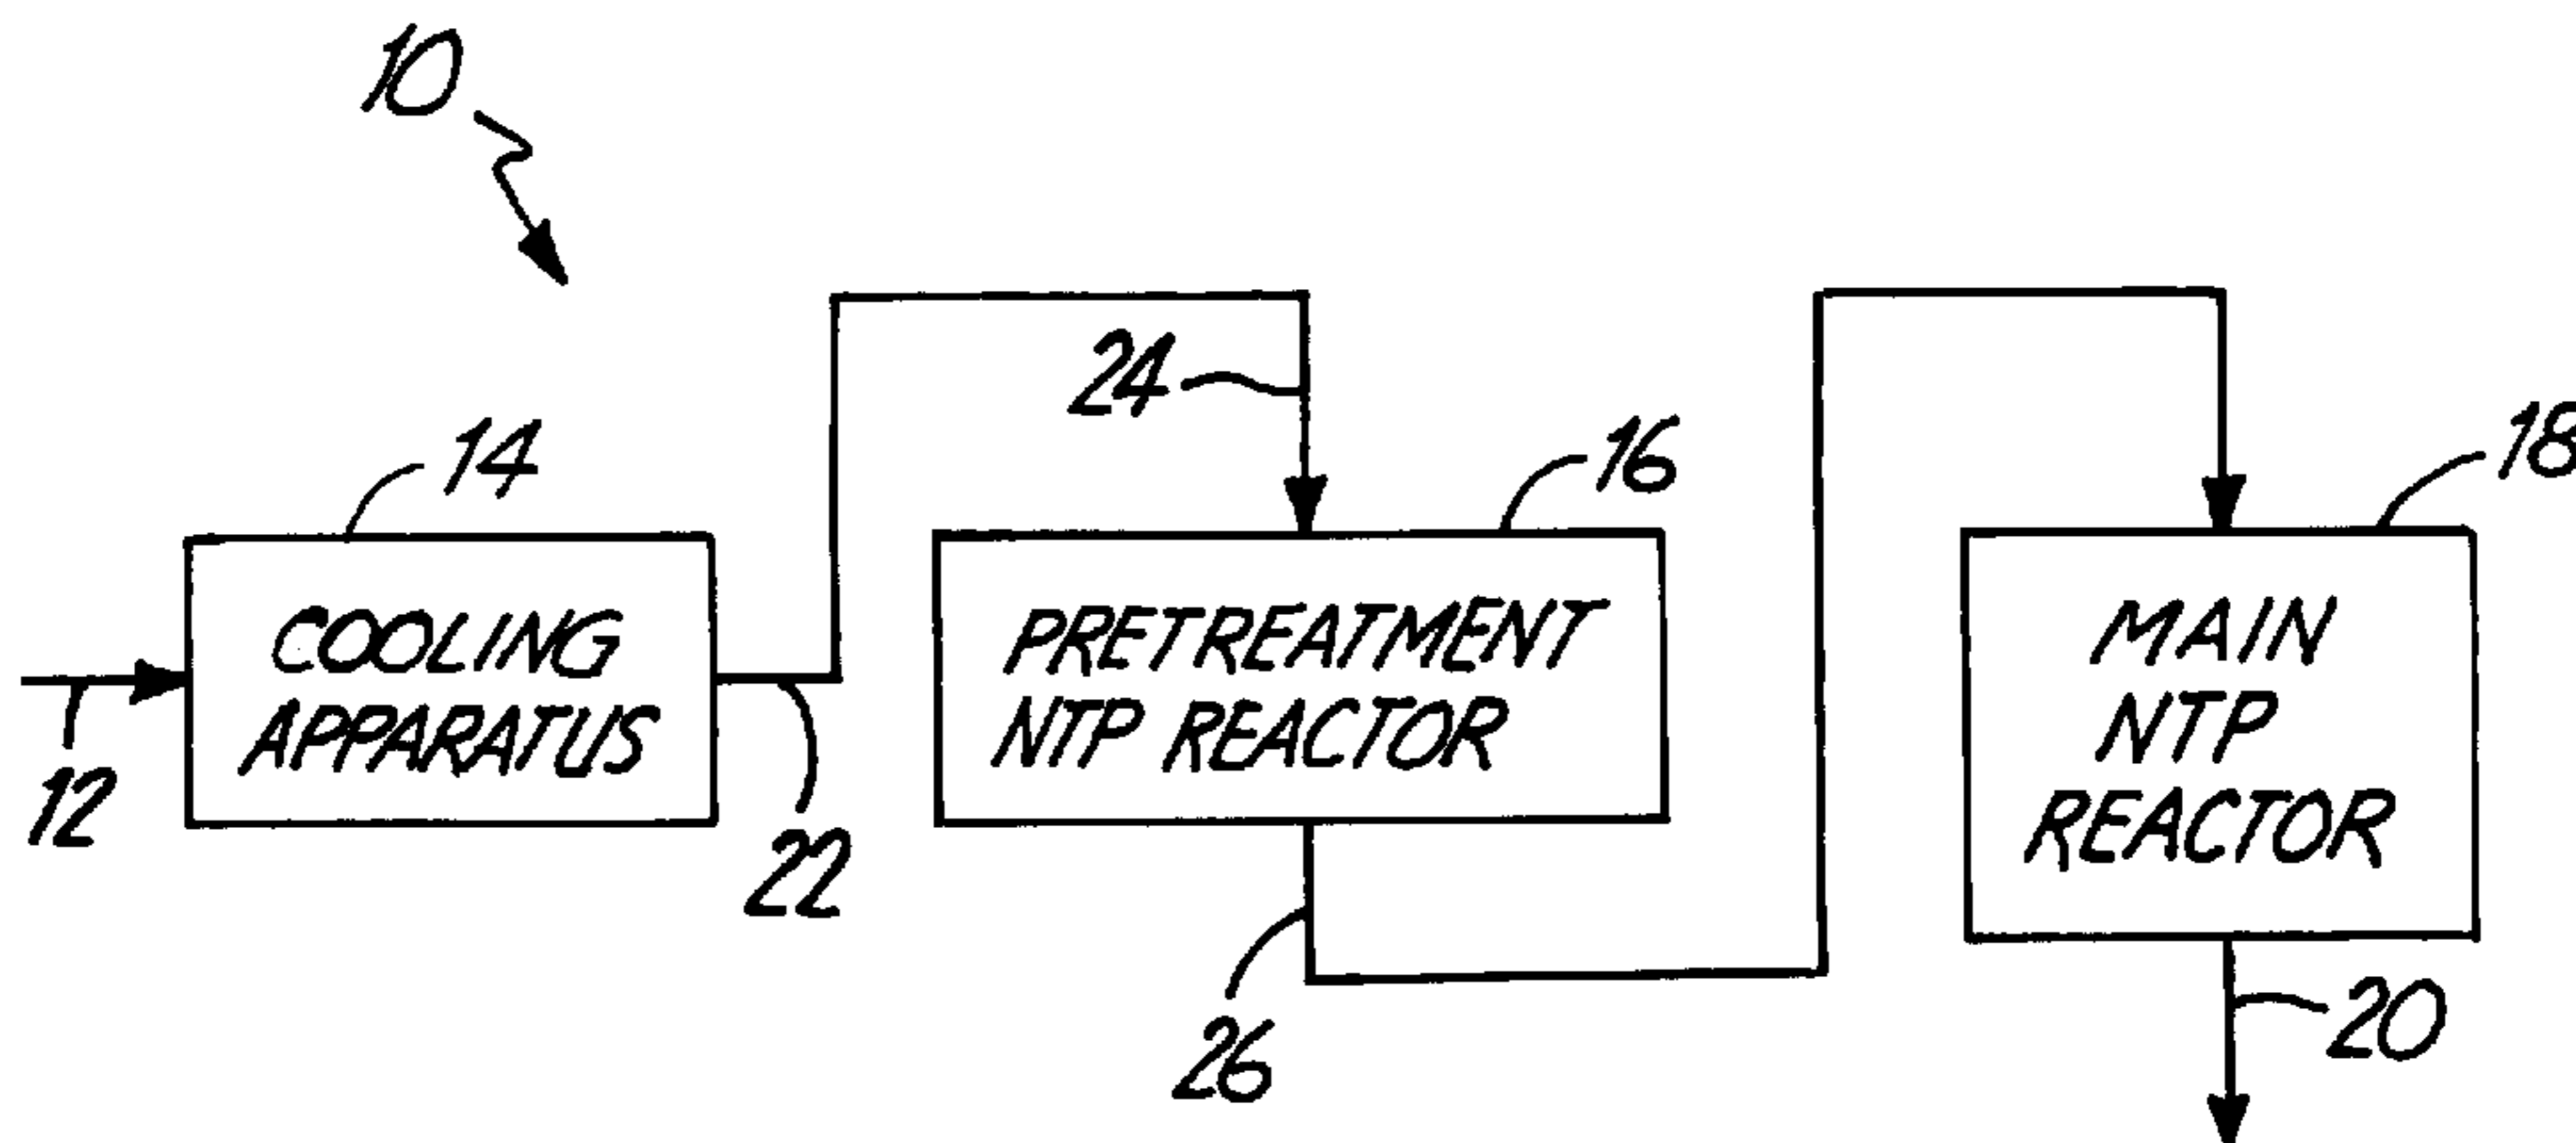 10
24
14
16
18
COOLING
APPARATUS
PRETREATMENT
NTP REACTOR
MAIN
NTP
REACTOR
12
22
26
20